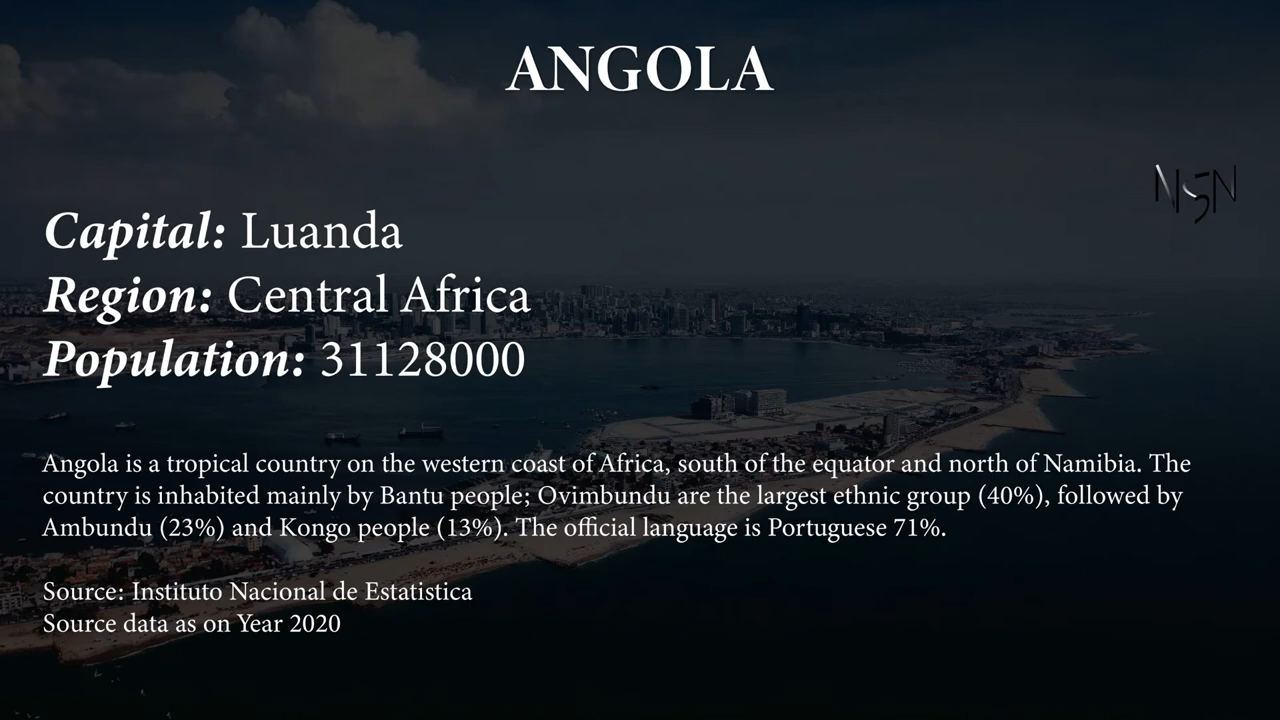 ANGOLA
NSN
Capital: Luanda
Region: Central Africa
Population: 31128000
Angola is a tropical country on the western coast of Africa, south of the equator and north of Namibia. The
country is inhabited mainly by Bantu people; Ovimbundu are the largest ethnic group (40%), followed by
Ambundu (23%) and Kongo people (13%). The official language is Portuguese 71%.
Source: Instituto Nacional de Estatistica
Source data as on Year 2020